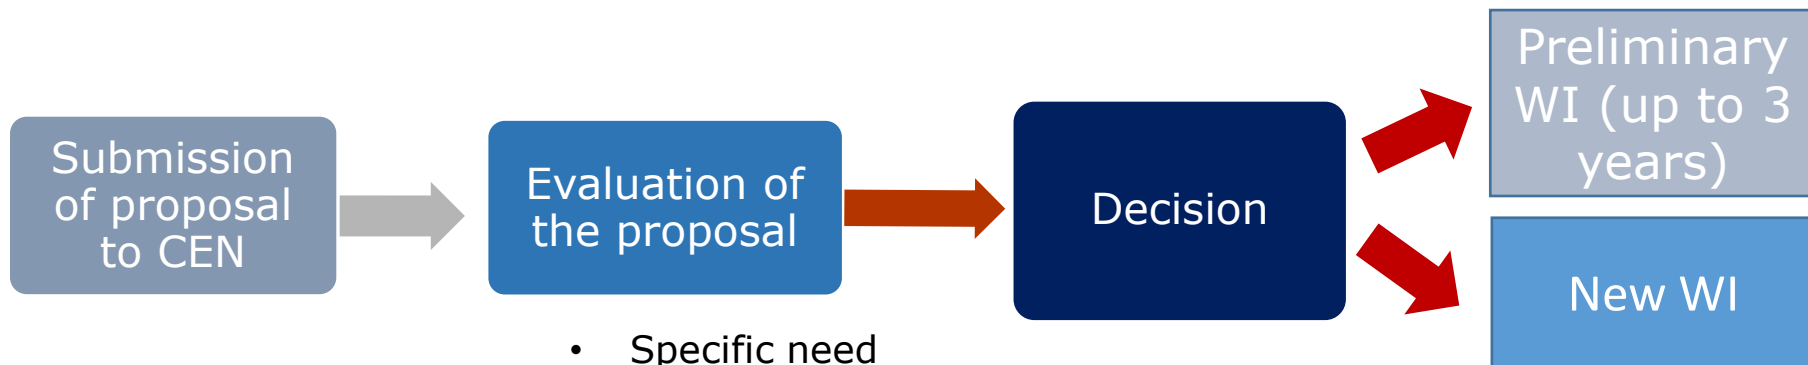 Submission
of proposal
to CEN
Evaluation of
the proposal
• Specific need
Decision
Preliminary
WI (up to 3
years)
New WI